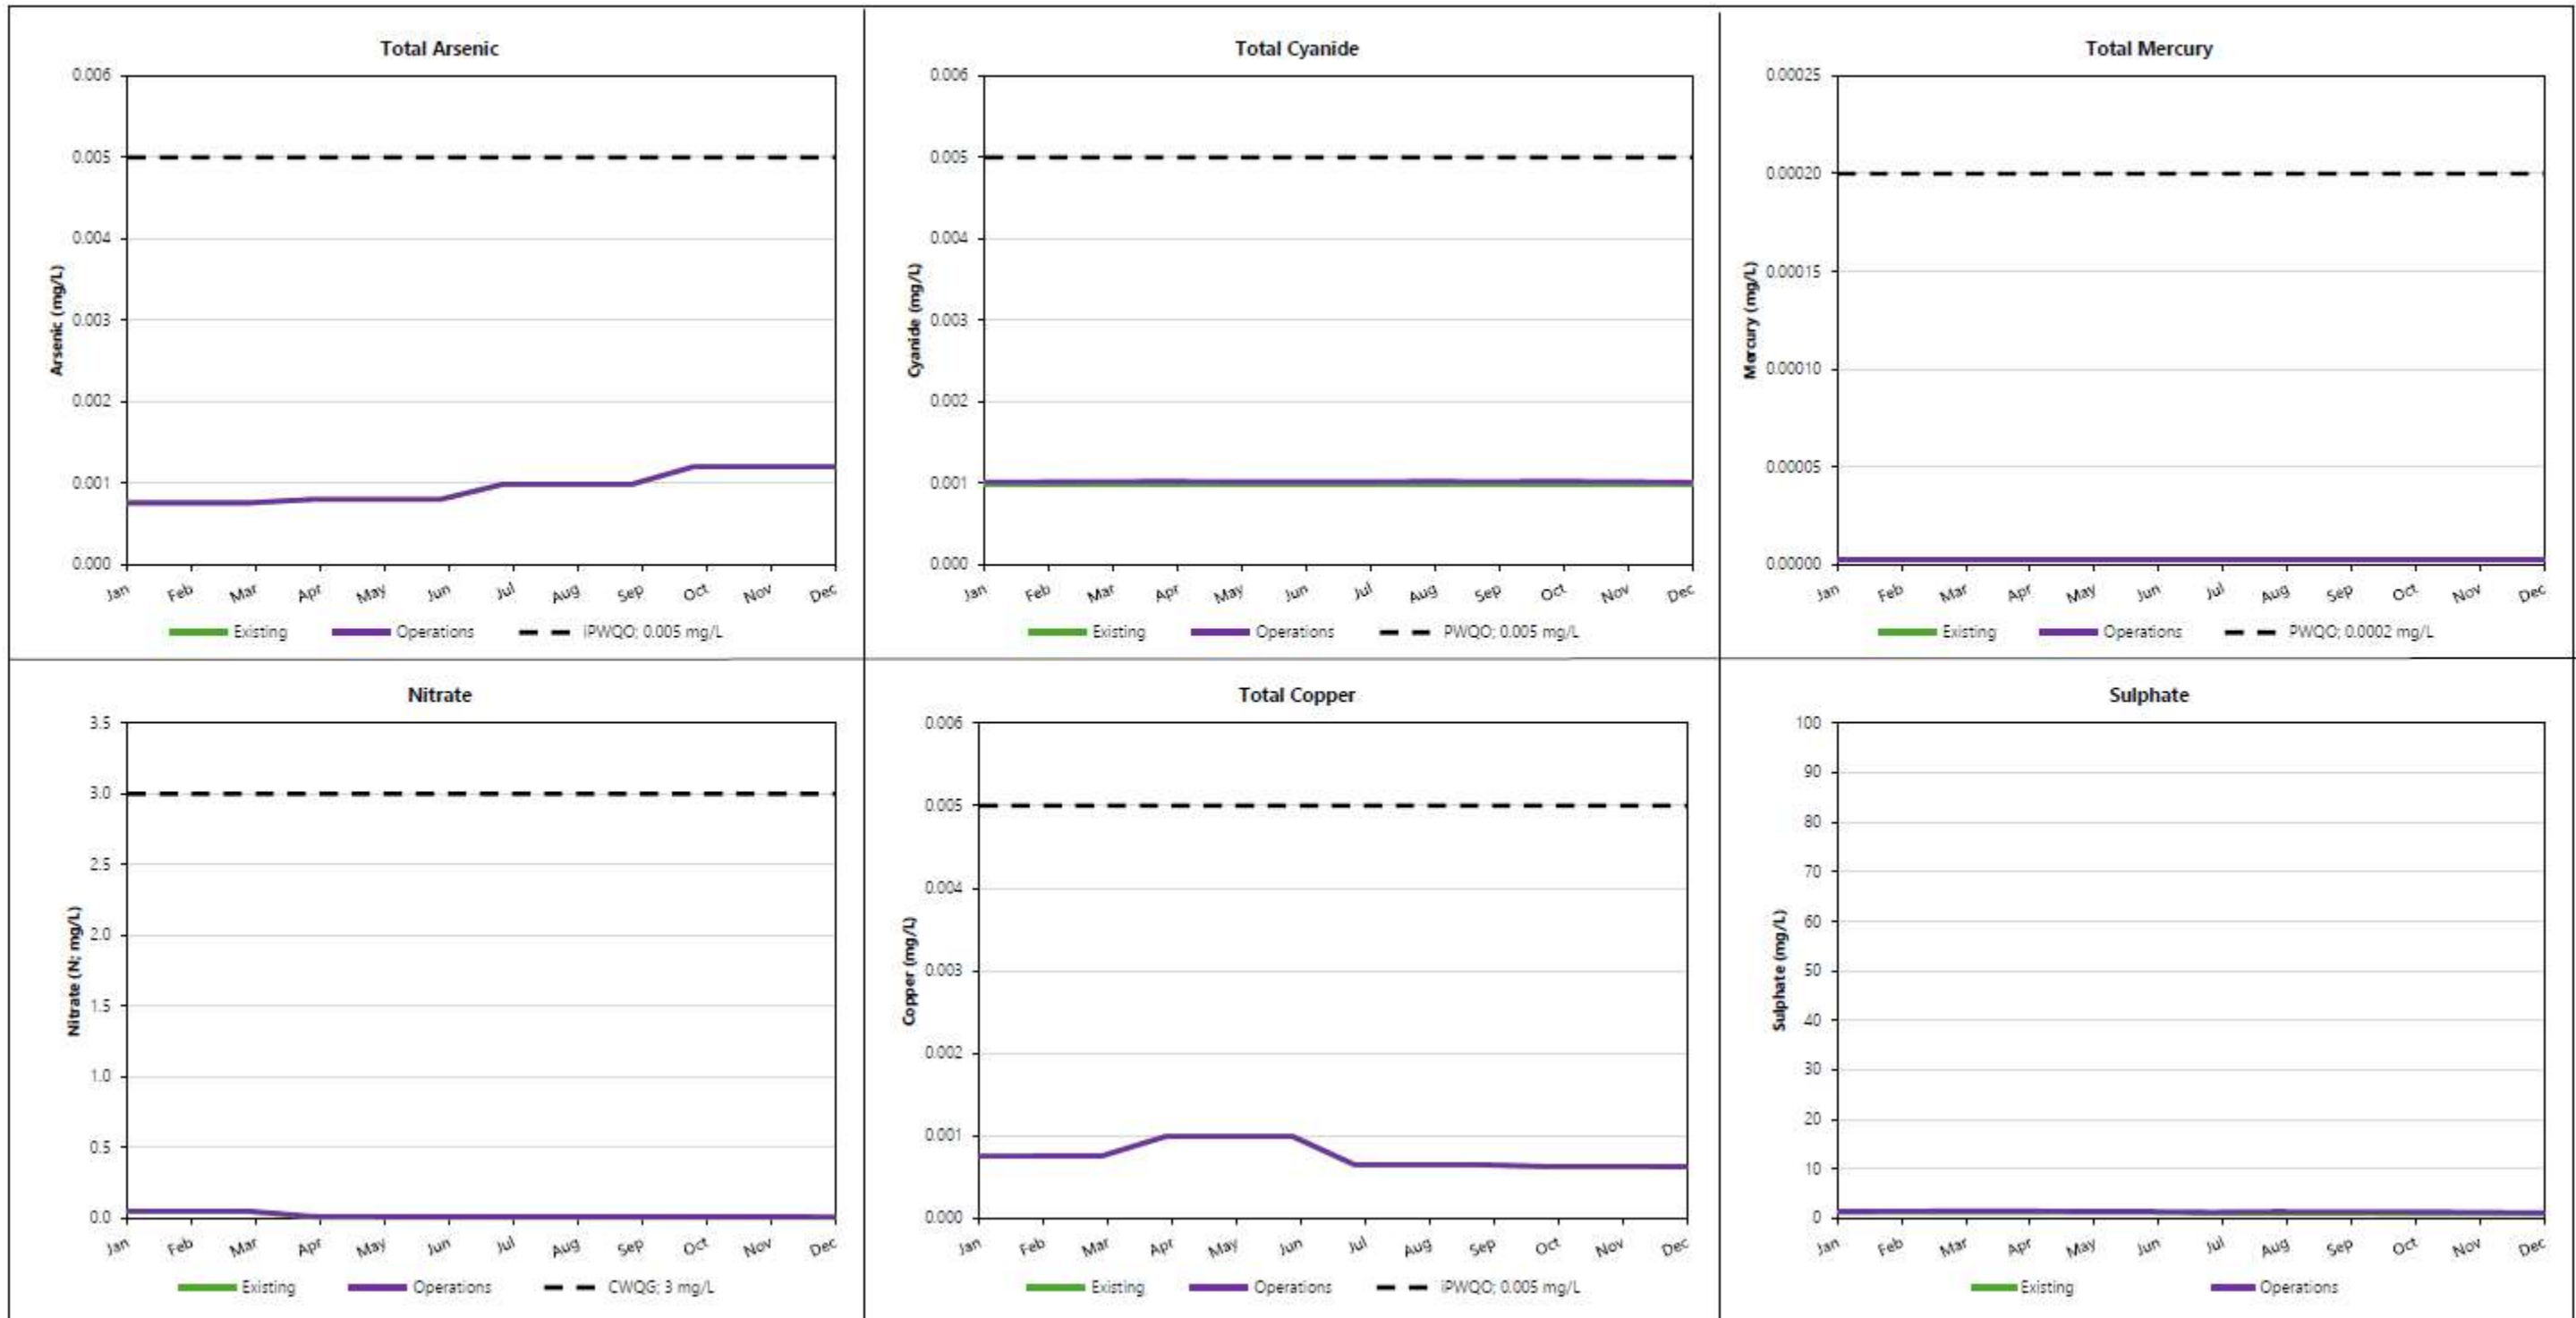 Total Arsenic
0.006
0.005
0.004
0.003
0.002
0.001
0.000
Arsenic (mg/L)
Jan Feb Mar Apr May Jun Jul Aug Sep Oct Nov Dec
Existing Operations iPWQO; 0.005 mg/L
Total Cyanide
0.006
0.005
0.004
0.003
0.002
0.001
0.000
Cyanide (mg/L)
Jan Feb Mar Apr May Jun Jul Aug Sep Oct Nov Dec
Existing Operations PWQO; 0.005 mg/L
Total Mercury
0.00025
0.00020
0.00015
0.00010
0.00005
0.00000
Mercury (mg/L)
Jan Feb Mar Apr May Jun Jul Aug Sep Oct Nov Dec
Existing Operations PWQO; 0.0002 mg/L
Nitrate
3.5
3.0
2.5
2.0
1.5
1.0
0.5
0.0
Nitrate (N; mg/L)
Jan Feb Mar Apr May Jun Jul Aug Sep Oct Nov Dec
Existing Operations CWQG; 3 mg/L
Total Copper
0.006
0.005
0.004
0.003
0.002
0.001
0.000
Copper (mg/L)
Jan Feb Mar Apr May Jun Jul Aug Sep Oct Nov Dec
Existing Operations iPWQO; 0.005 mg/L
Sulphate
100
90
80
70
60
50
40
30
20
10
0
Sulphate (mg/L)
Jan Feb Mar Apr May Jun Jul Aug Sep Oct Nov Dec
Existing Operations